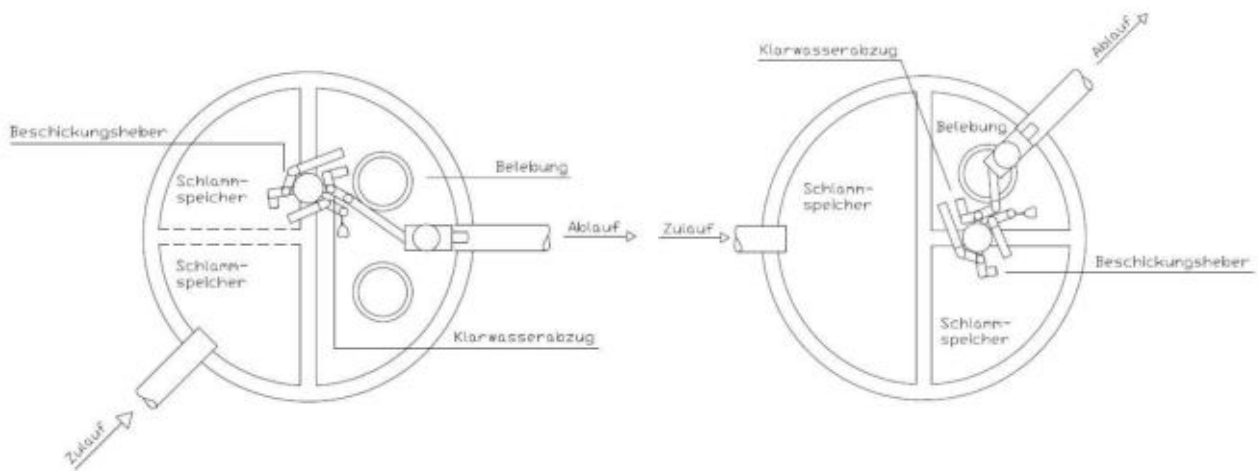 Beschickungsheber
Schlamm-
speicher
Schlamm-
speicher
Belebung
Ablauf
Klarwasserabzug
Zulauf
Klarwasserabzug
Ablauf
Belebung
Schlamm-
speicher
Zulauf
Beschickungsheber
Schlamm-
speicher